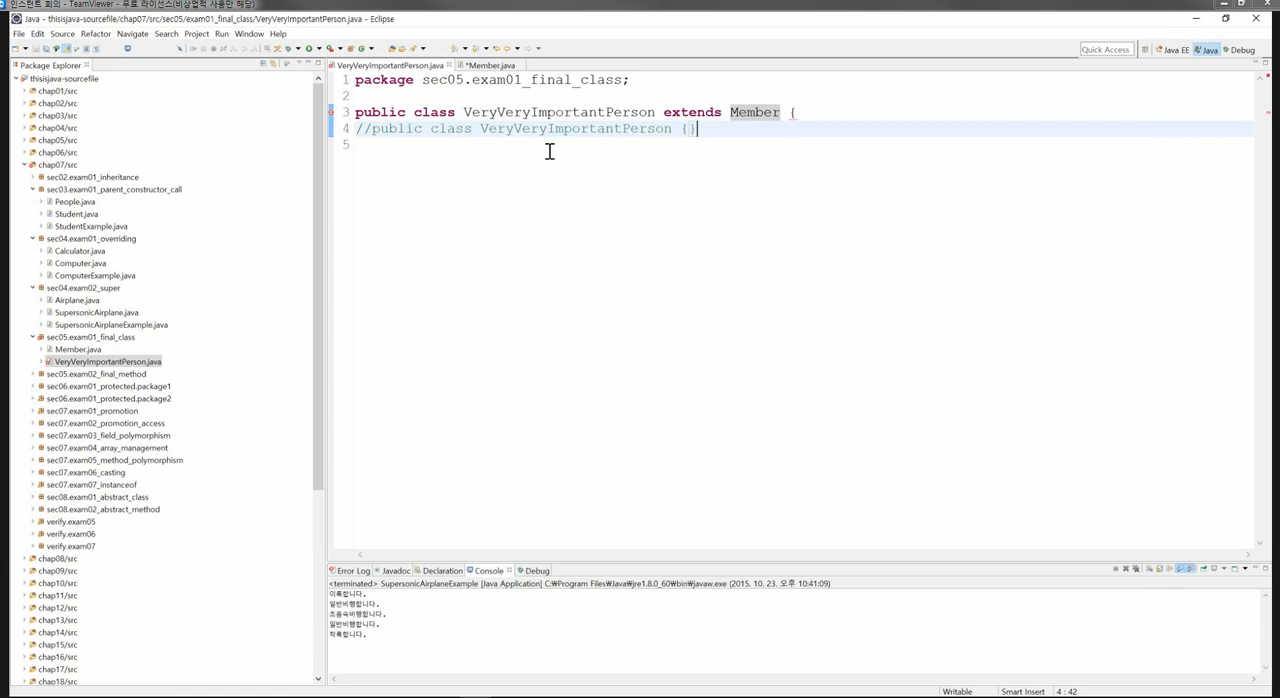 인스턴트 회의 - TeamViewer - 무료 라이선스(비상업적 사용만 해당)
Java - thisisjava-sourcefile/chap07/src/sec05/exam01_final_class/VeryVeryImportantPerson.java - Eclipse
File Edit Source Refactor Navigate Search Project Run Window Help
Quick Access Java EE Java Debug
Package Explorer
thisisjava-sourcefile
chap01/src
chap02/src
chap03/src
chap04/src
chap05/src
chap06/src
chap07/src
sec02.exam01_inheritance
sec03.exam01_parent_constructor_call
People.java
Student.java
StudentExample.java
sec04.exam01_overriding
Calculator.java
Computer.java
ComputerExample.java
sec04.exam02_super
Airplane.java
SupersonicAirplane.java
SupersonicAirplaneExample.java
sec05.exam01_final_class
Member.java
VeryVeryImportantPerson.java
sec05.exam02_final_method
sec06.exam01_protected.package1
sec06.exam01_protected.package2
sec07.exam01_promotion
sec07.exam02_promotion_access
sec07.exam03_field_polymorphism
sec07.exam04_array_management
sec07.exam05_method_polymorphism
sec07.exam06_casting
sec07.exam07_instanceof
sec08.exam01_abstract_class
sec08.exam02_abstract_method
verify.exam05
verify.exam06
verify.exam07
chap08/src
chap09/src
chap10/src
chap11/src
chap12/src
chap13/src
chap14/src
chap15/src
chap16/src
chap17/src
chap18/src
VeryVeryImportantPerson.java *Member.java
1 package sec05.exam01_final_class;
2
3 public class VeryVeryImportantPerson extends Member {
4 //public class VeryVeryImportantPerson {}
5
Error Log Javadoc Declaration Console Debug
<terminated> SupersonicAirplaneExample [Java Application] C:₩Program Files₩Java₩jre1.8.0_60₩bin₩javaw.exe (2015. 10. 23. 오후 10:41:09)
이륙합니다.
일반비행합니다.
초음속비행합니다.
일반비행합니다.
착륙합니다.
Writable Smart Insert 4 : 42